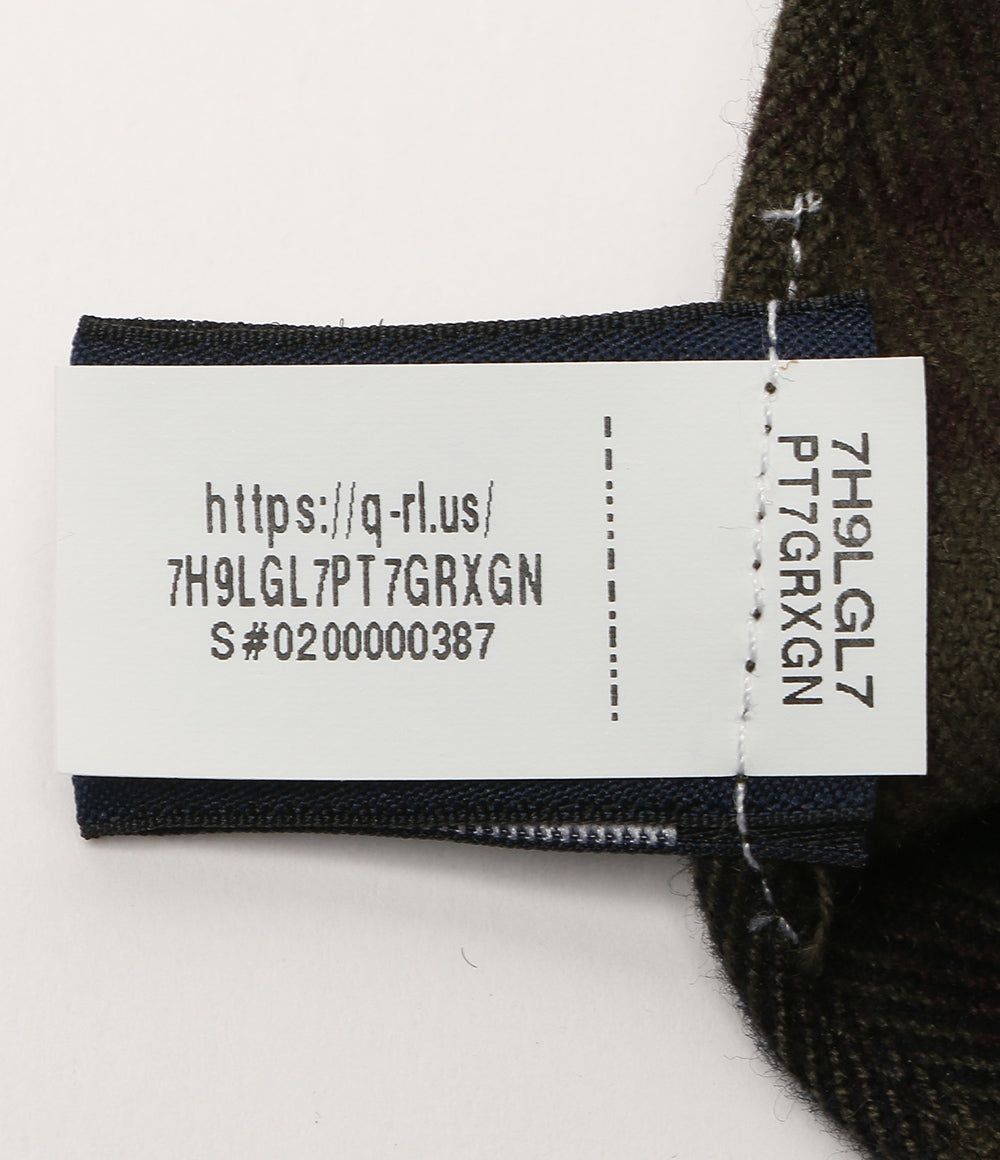 https://q-rl.us/
7H9LGL7PT7GRXGN
S#0200000387
7H9LGL7
PT7GRXGN